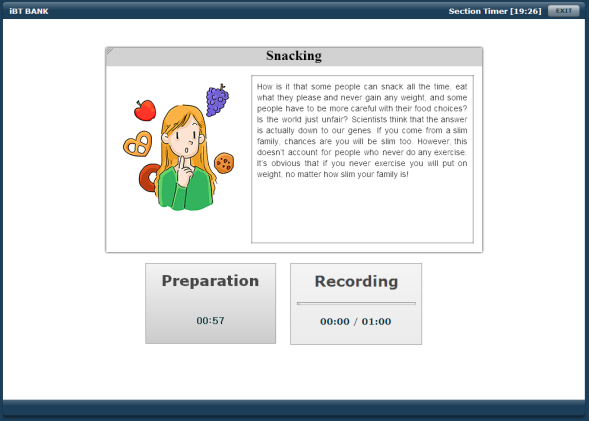 iBT BANK
Section Timer [19:26]
EXIT
Snacking
How is it that some people can snack all the time, eat
what they please and never gain any weight, and some
people have to be more careful with their food choices?
Is the world just unfair? Scientists think that the answer
is actually down to our genes. If you come from a slim
family, chances are you will be slim too. However, this
doesn't account for people who never do any exercise.
It's obvious that if you never exercise you will put on
weight, no matter how slim your family is!
Preparation
00:57
Recording
00:00 / 01:00